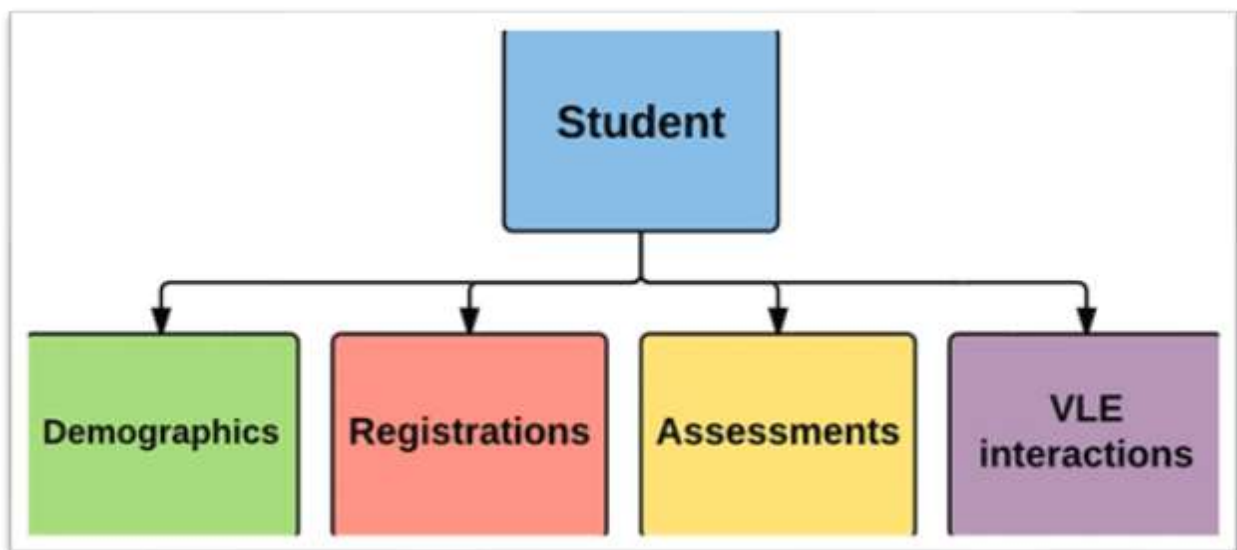 Student
Demographics
Registrations
Assessments
VLE
interactions